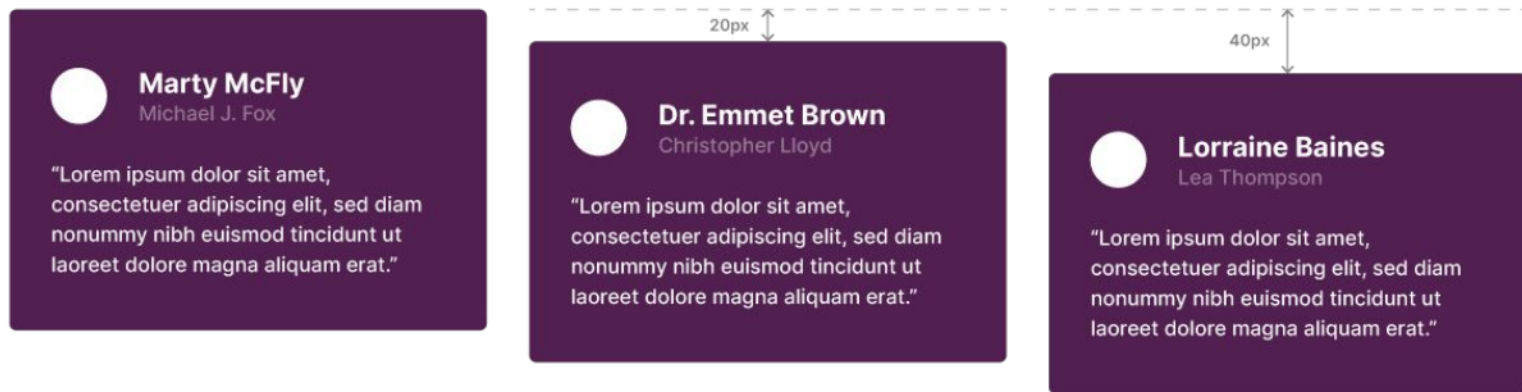 Marty McFly
Michael J. Fox
“Lorem ipsum dolor sit amet,
consectetuer adipiscing elit, sed diam
nonummy nibh euismod tincidunt ut
laoreet dolore magna aliquam erat.”
20px
Dr. Emmet Brown
Christopher Lloyd
“Lorem ipsum dolor sit amet,
consectetuer adipiscing elit, sed diam
nonummy nibh euismod tincidunt ut
laoreet dolore magna aliquam erat.”
40px
Lorraine Baines
Lea Thompson
“Lorem ipsum dolor sit amet,
consectetuer adipiscing elit, sed diam
nonummy nibh euismod tincidunt ut
laoreet dolore magna aliquam erat.”